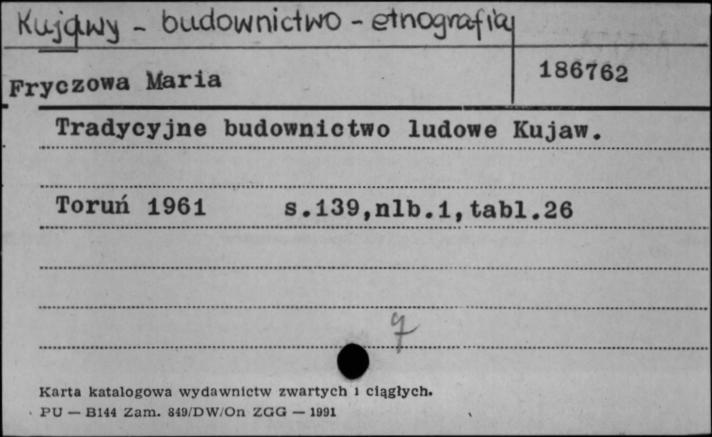 Kujawy - budownictwo - etnografia
Fryczowa Maria
186762
Tradycyjne budownictwo ludowe Kujaw.
Toruń 1961 s.139,nlb.1,tabl.26
Karta katalogowa wydawnictw zwartych i ciągłych.
PU — B144 Zam. 849/DW/On ZGG — 1991